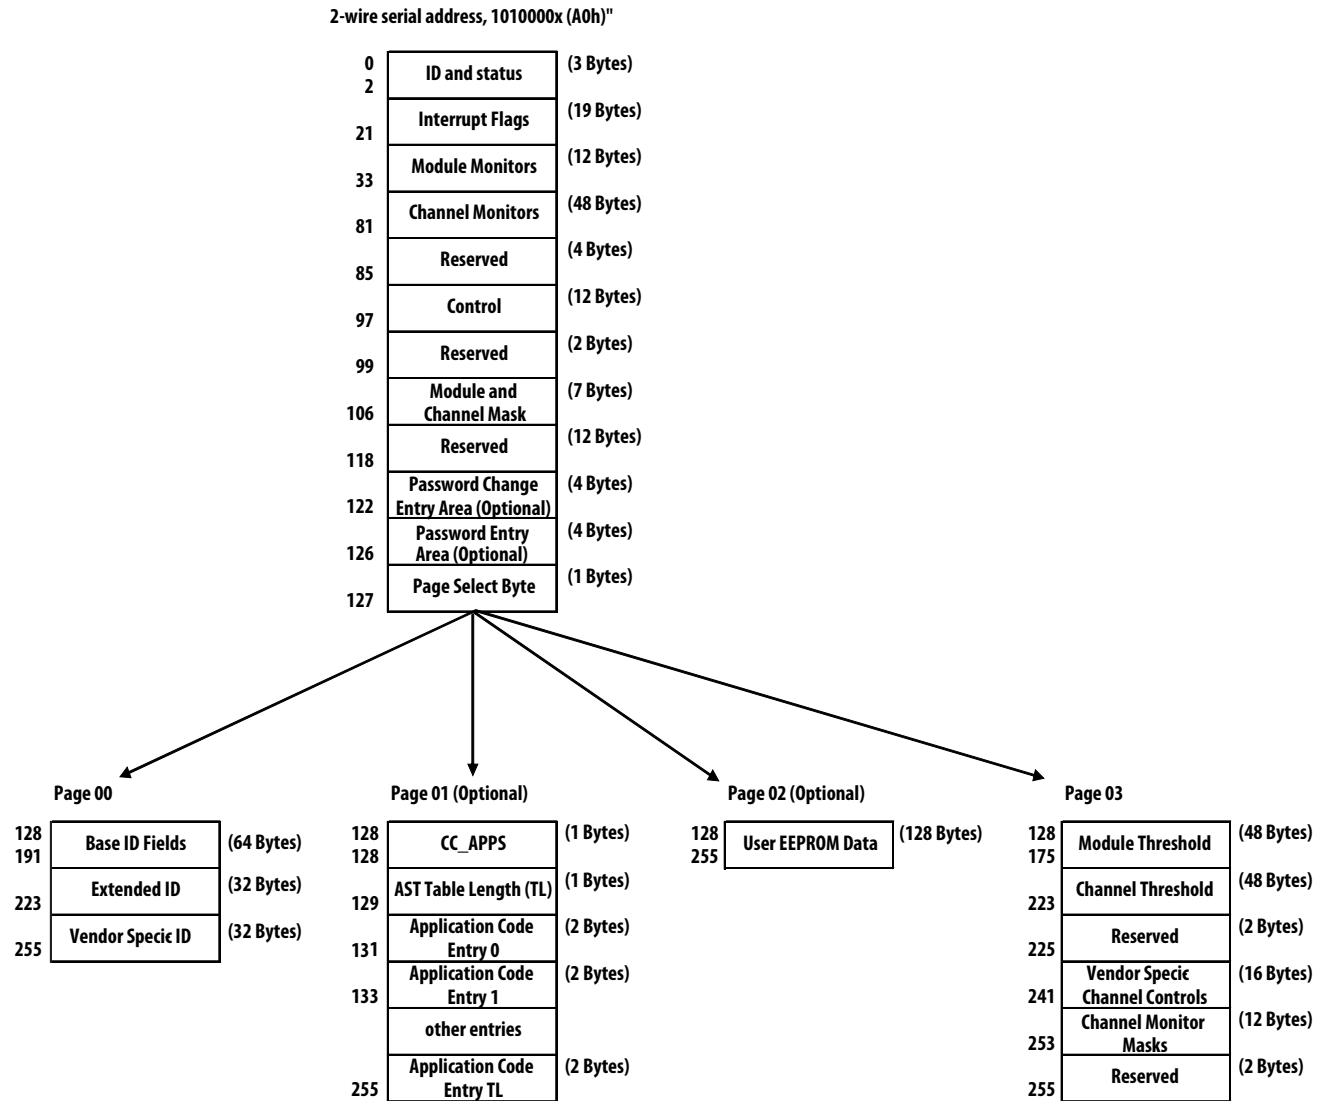 2-wire serial address, 1010000x (A0h)"
0
2
ID and status
(3 Bytes)
21
Interrupt Flags
(19 Bytes)
33
Module Monitors
(12 Bytes)
81
Channel Monitors
(48 Bytes)
85
Reserved
(4 Bytes)
97
Control
(12 Bytes)
99
Reserved
(2 Bytes)
106
Module and
Channel Mask
(7 Bytes)
118
Reserved
(12 Bytes)
122
Password Change
Entry Area (Optional)
(4 Bytes)
126
Password Entry
Area (Optional)
(4 Bytes)
127
Page Select Byte
(1 Bytes)
Page 00
128
191
Base ID Fields
(64 Bytes)
223
Extended ID
(32 Bytes)
255
Vendor Specic ID
(32 Bytes)
Page 01 (Optional)
128
128
CC_APPS
(1 Bytes)
129
AST Table Length (TL)
(1 Bytes)
131
Application Code
Entry 0
(2 Bytes)
133
Application Code
Entry 1
(2 Bytes)
other entries
255
Application Code
Entry TL
(2 Bytes)
Page 02 (Optional)
128
255
User EEPROM Data
(128 Bytes)
Page 03
128
175
Module Threshold
(48 Bytes)
223
Channel Threshold
(48 Bytes)
225
Reserved
(2 Bytes)
241
Vendor Specic
Channel Controls
(16 Bytes)
253
Channel Monitor
Masks
(12 Bytes)
255
Reserved
(2 Bytes)